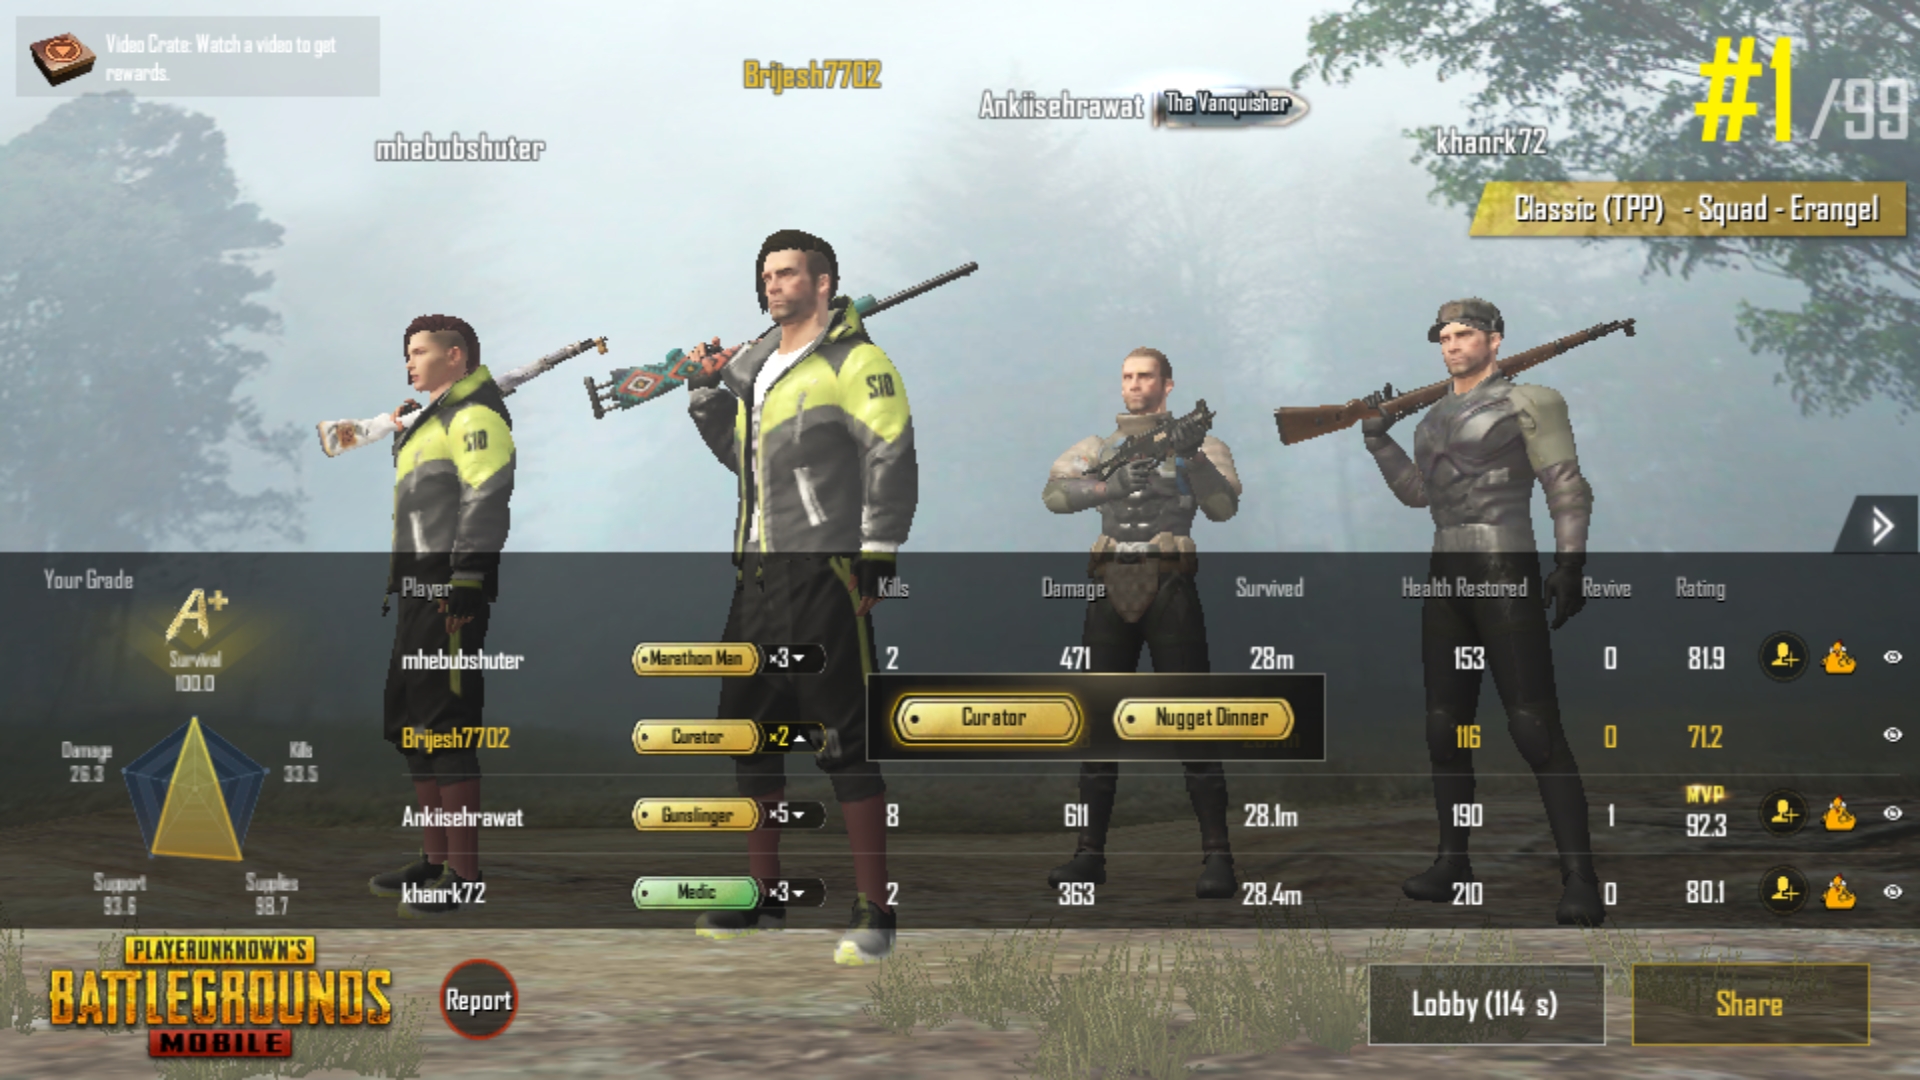 Video Crate: Watch a video to get
rewards.
Brijesh7702
Ankiisehrawat The Vanquisher
mhebubshuter
khanrk72
#1/99
Classic (TPP) - Squad - Erangel
S10
S10
Your Grade
A+
Survival
100.0
Damage
26.3
Kills
33.5
Support
93.6
Supplies
98.7
Player Kills Damage Survived Health Restored Revive Rating
mhebubshuter Marathon Man ×3 2 471 28m 153 0 81.9
Brijesh7702 Curator ×2 Curator Nugget Dinner 116 0 71.2
Ankiisehrawat Gunslinger ×5 8 611 28.1m 190 1 MVP 92.3
khanrk72 Medic ×3 2 363 28.4m 210 0 80.1
PLAYERUNKNOWN'S
BATTLEGROUNDS
MOBILE
Report
Lobby (114 s)
Share